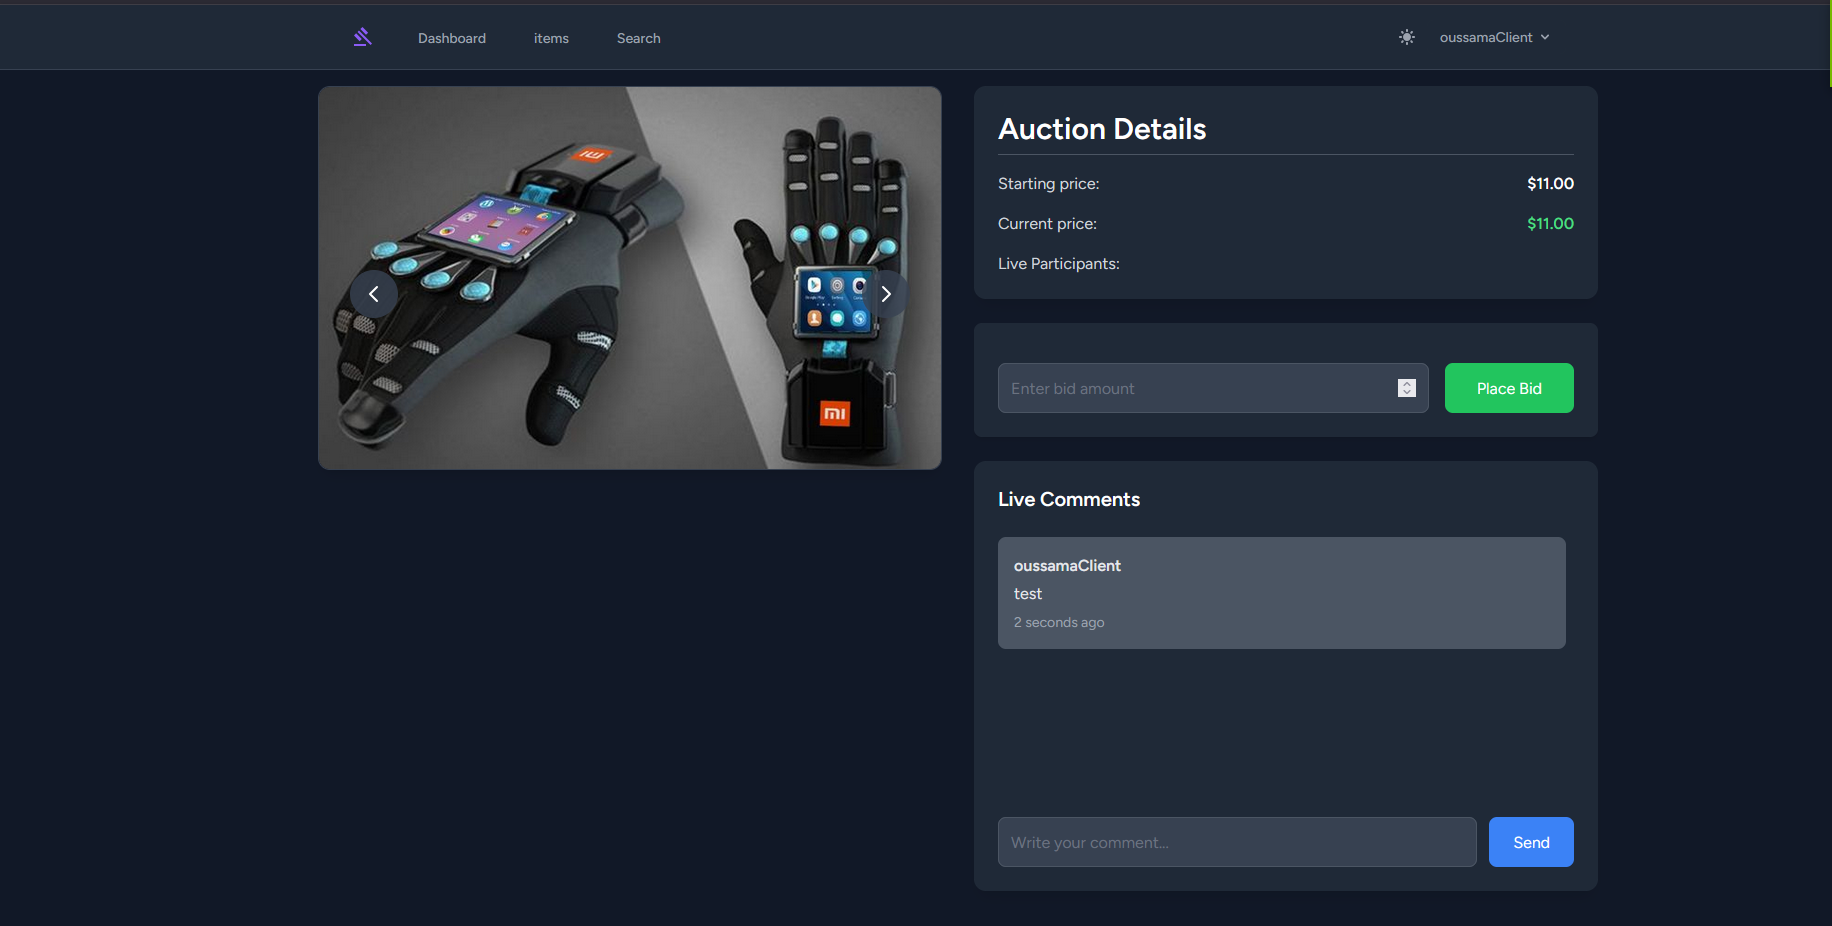 Dashboard items Search oussamaClient
Auction Details
Starting price: $11.00
Current price: $11.00
Live Participants:
Enter bid amount Place Bid
Live Comments
oussamaClient
test
2 seconds ago
Write your comment... Send
mi
mi